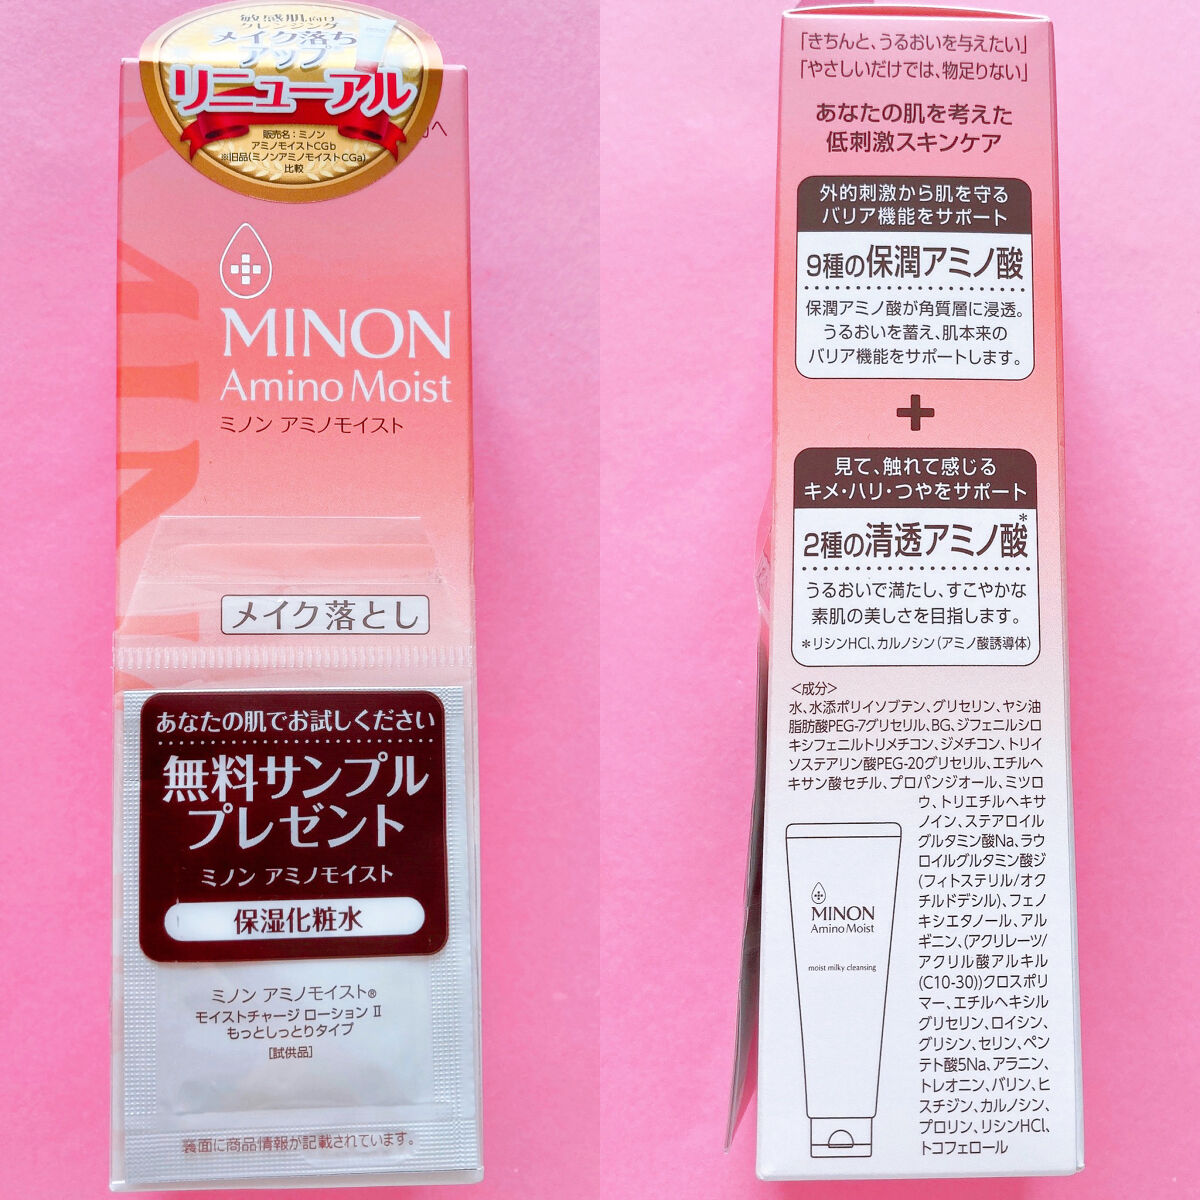 敏感肌向け
クレンジング
メイク落ち
アップ
リニューアル
販売名:ミノン
アミノモイストCGb
※旧品(ミノンアミノモイストCGa)
比較
へ
MINON
Amino Moist
ミノン アミノモイスト
メイク落とし
あなたの肌でお試しください
無料サンプル
プレゼント
ミノン アミノモイスト
保湿化粧水
ミノン アミノモイスト®
モイストチャージ ローション Ⅱ
もっとしっとりタイプ
[試供品]
裏面に商品情報が記載されています。
「きちんと、うるおいを与えたい」
「やさしいだけでは、物足りない」
あなたの肌を考えた
低刺激スキンケア
外的刺激から肌を守る
バリア機能をサポート
9種の保潤アミノ酸
保潤アミノ酸が角質層に浸透。
うるおいを蓄え、肌本来の
バリア機能をサポートします。
+
見て、触れて感じる
キメ・ハリ・つやをサポート
2種の清透アミノ酸*
うるおいで満たし、すこやかな
素肌の美しさを目指します。
*リシンHCl、カルノシン(アミノ酸誘導体)
<成分>
水、水添ポリイソブテン、グリセリン、ヤシ油
脂肪酸PEG-7グリセリル、BG、ジフェニルシロ
キシフェニルトリメチコン、ジメチコン、トリイ
ソステアリン酸PEG-20グリセリル、エチルヘ
キサン酸セチル、プロパンジオール、ミツロ
ウ、トリエチルヘキサ
ノイン、ステアロイル
グルタミン酸Na、ラウ
ロイルグルタミン酸ジ
(フィトステリル/オク
チルドデシル)、フェノ
キシエタノール、アル
ギニン、(アクリレーツ/
アクリル酸アルキル
(C10-30))クロスポリ
マー、エチルヘキシル
グリセリン、ロイシン、
グリシン、セリン、ペン
テト酸5Na、アラニン、
トレオニン、バリン、ヒ
スチジン、カルノシン、
プロリン、リシンHCl、
トコフェロール
MINON
Amino Moist
moist milky cleansing